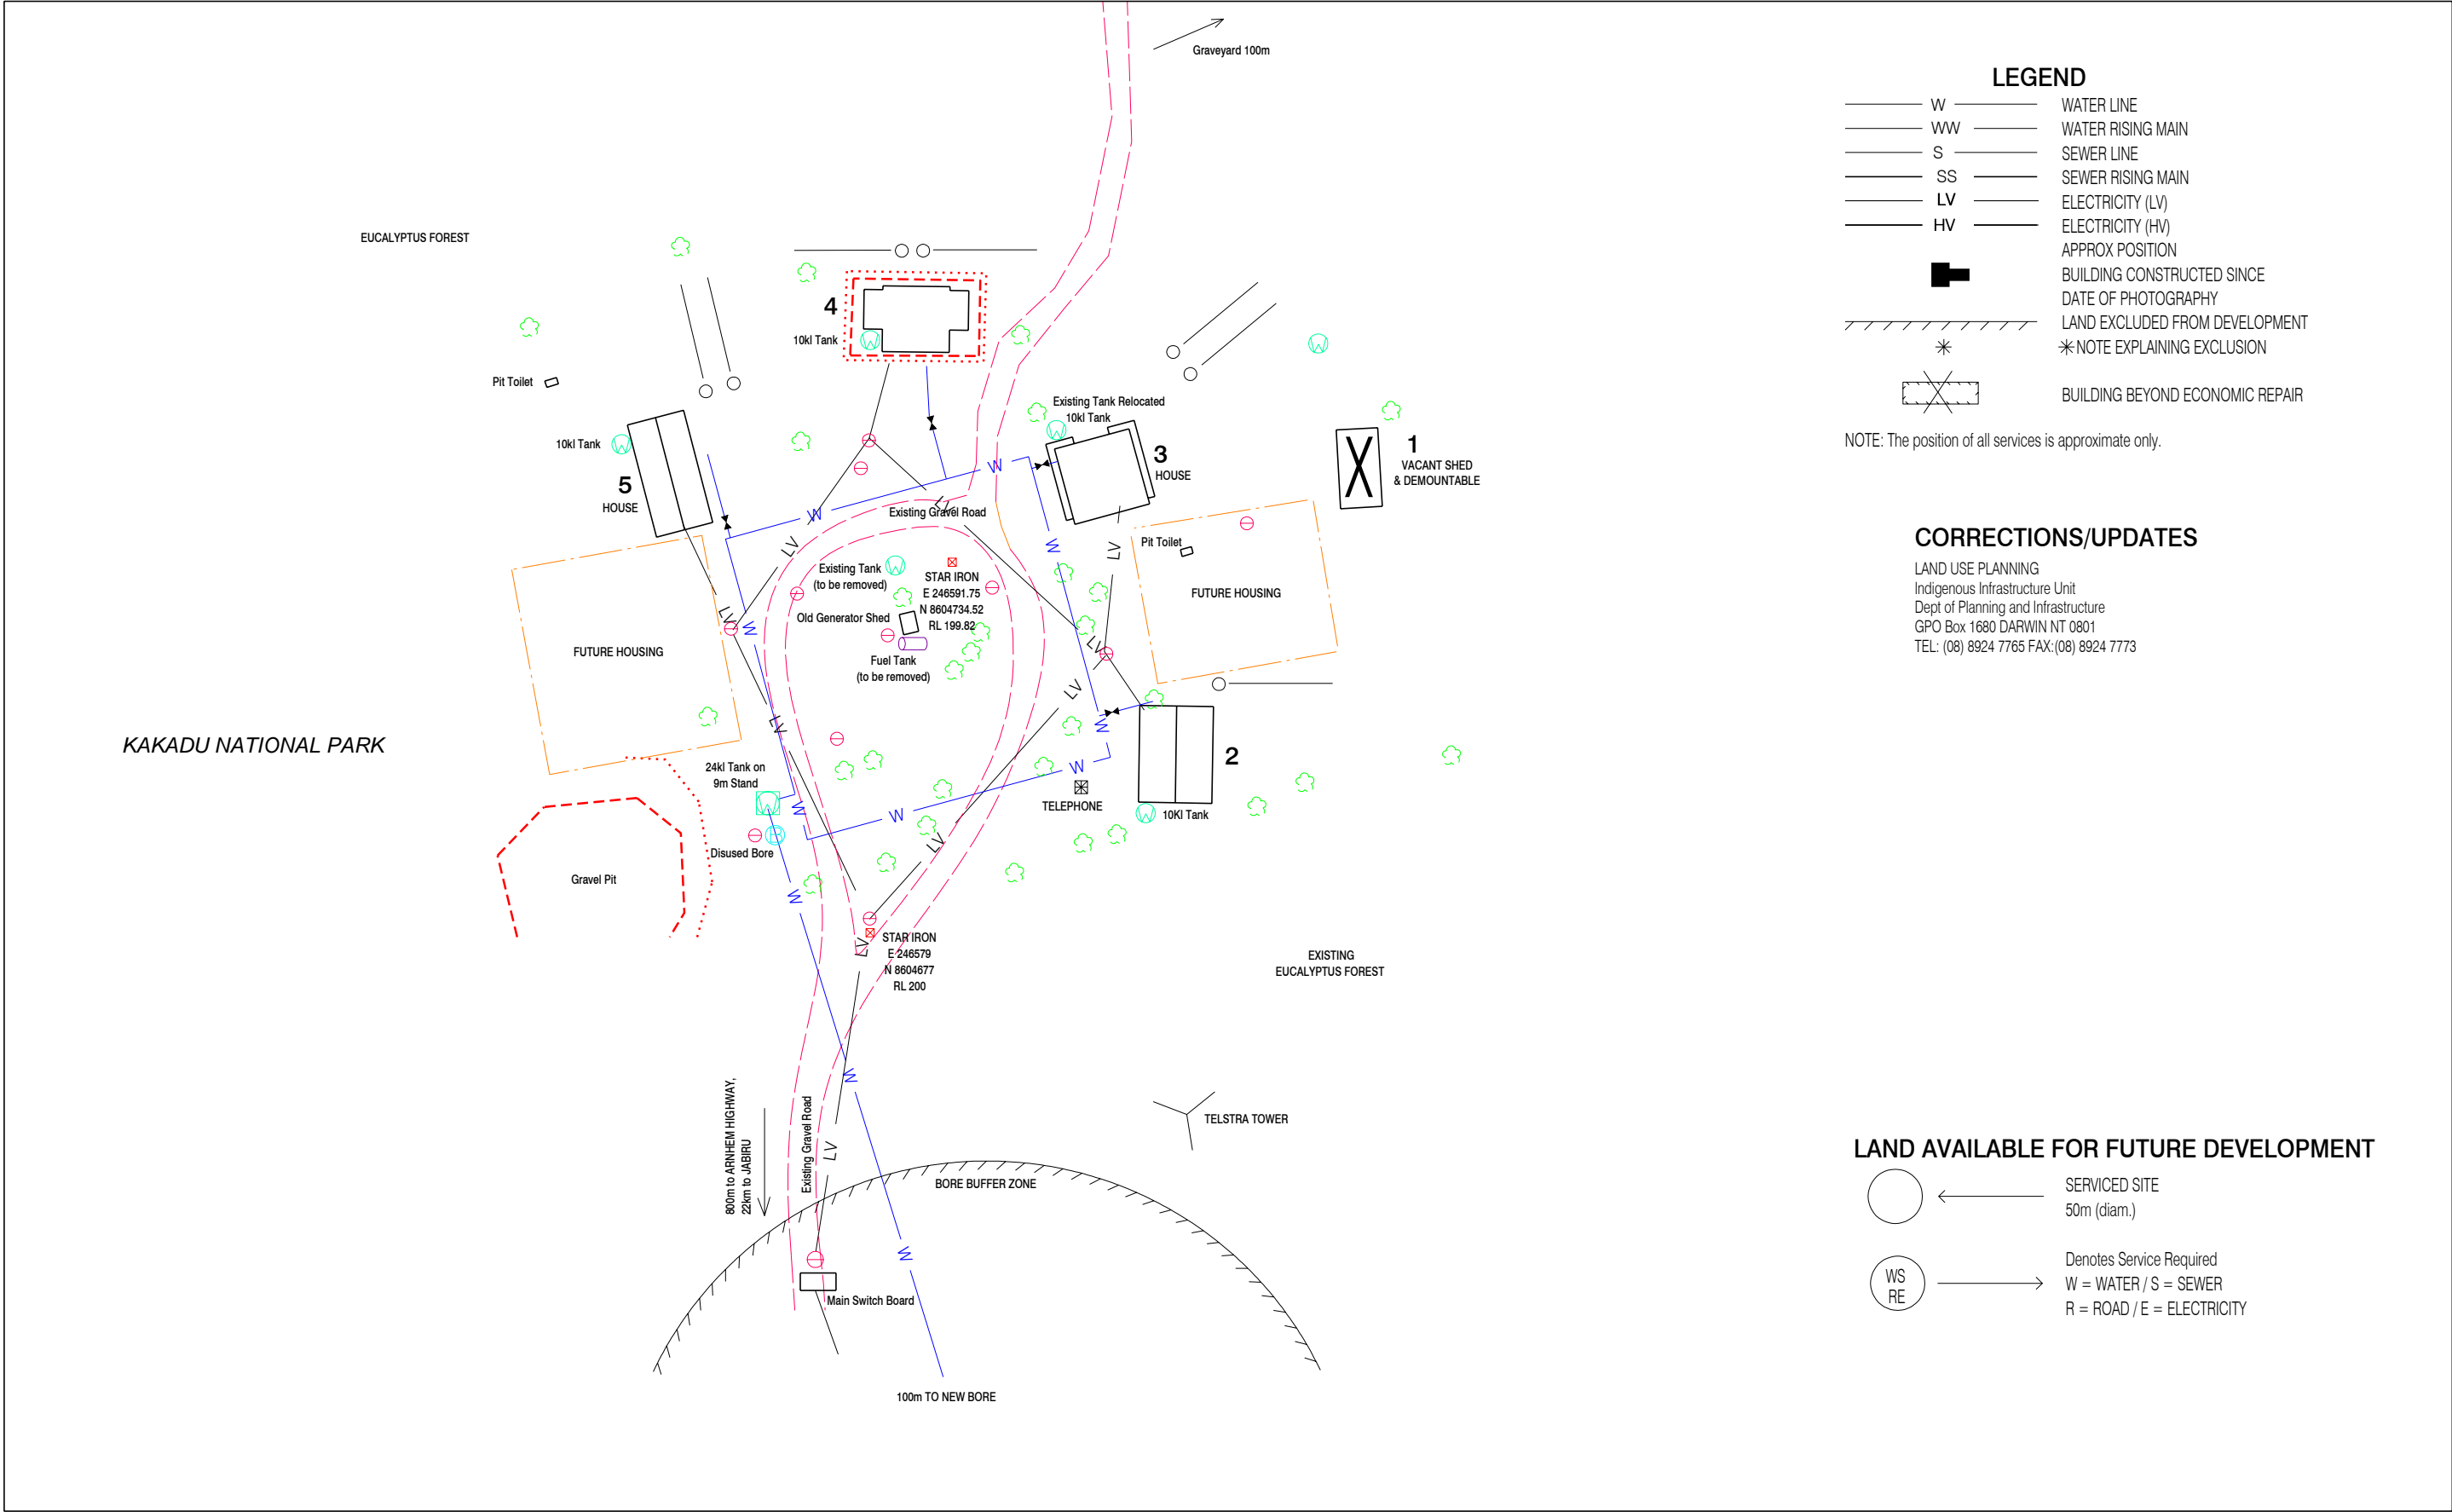 Graveyard 100m
EUCALYPTUS FOREST
4
10kl Tank
Pit Toilet
10kl Tank
5
HOUSE
Existing Tank Relocated
10kl Tank
3
HOUSE
1
VACANT SHED
& DEMOUNTABLE
W
W
LV
Existing Gravel Road
LV
W
LV
Pit Toilet
Existing Tank
(to be removed)
STAR IRON
E 246591.75
N 8604734.52
RL 199.82
Old Generator Shed
FUTURE HOUSING
LV
W
FUTURE HOUSING
Fuel Tank
(to be removed)
LV
LV
LV
W
KAKADU NATIONAL PARK
24kl Tank on
9m Stand
W
2
W
TELEPHONE
10Kl Tank
W
W
B
Disused Bore
LV
Gravel Pit
W
STAR IRON
E 246579
N 8604677
RL 200
LV
EXISTING
EUCALYPTUS FOREST
W
800m to ARNHEM HIGHWAY,
22km to JABIRU
Existing Gravel Road
LV
TELSTRA TOWER
BORE BUFFER ZONE
W
Main Switch Board
100m TO NEW BORE
LEGEND
W WATER LINE
WW WATER RISING MAIN
S SEWER LINE
SS SEWER RISING MAIN
LV ELECTRICITY (LV)
HV ELECTRICITY (HV)
APPROX POSITION
BUILDING CONSTRUCTED SINCE
DATE OF PHOTOGRAPHY
LAND EXCLUDED FROM DEVELOPMENT
* *NOTE EXPLAINING EXCLUSION
BUILDING BEYOND ECONOMIC REPAIR
NOTE: The position of all services is approximate only.
CORRECTIONS/UPDATES
LAND USE PLANNING
Indigenous Infrastructure Unit
Dept of Planning and Infrastructure
GPO Box 1680 DARWIN NT 0801
TEL: (08) 8924 7765 FAX:(08) 8924 7773
LAND AVAILABLE FOR FUTURE DEVELOPMENT
SERVICED SITE
50m (diam.)
WS
RE
Denotes Service Required
W = WATER / S = SEWER
R = ROAD / E = ELECTRICITY